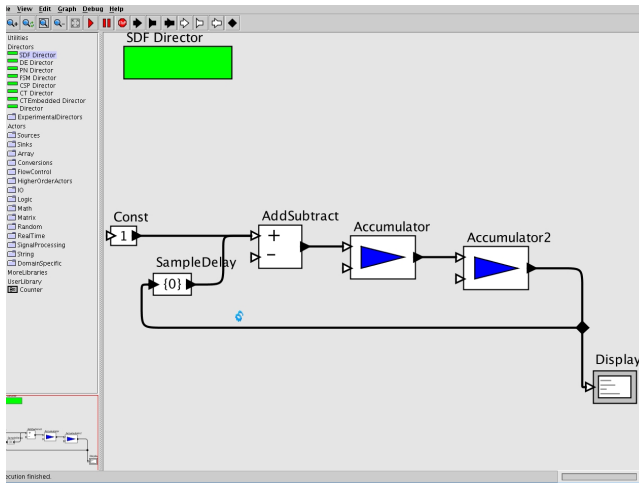 View Edit Graph Debug Help
Utilities
Directors
SDF Director
DE Director
PN Director
FSM Director
CSP Director
CT Director
CTEmbedded Director
Director
ExperimentalDirectors
Actors
Sources
Sinks
Array
Conversions
FlowControl
HigherOrderActors
IO
Logic
Math
Matrix
Random
RealTime
SignalProcessing
String
DomainSpecific
MoreLibraries
UserLibrary
Counter
SDF Director
Const
1
AddSubtract
+
−
Accumulator
Accumulator2
SampleDelay
{0}
Display
ecution finished.